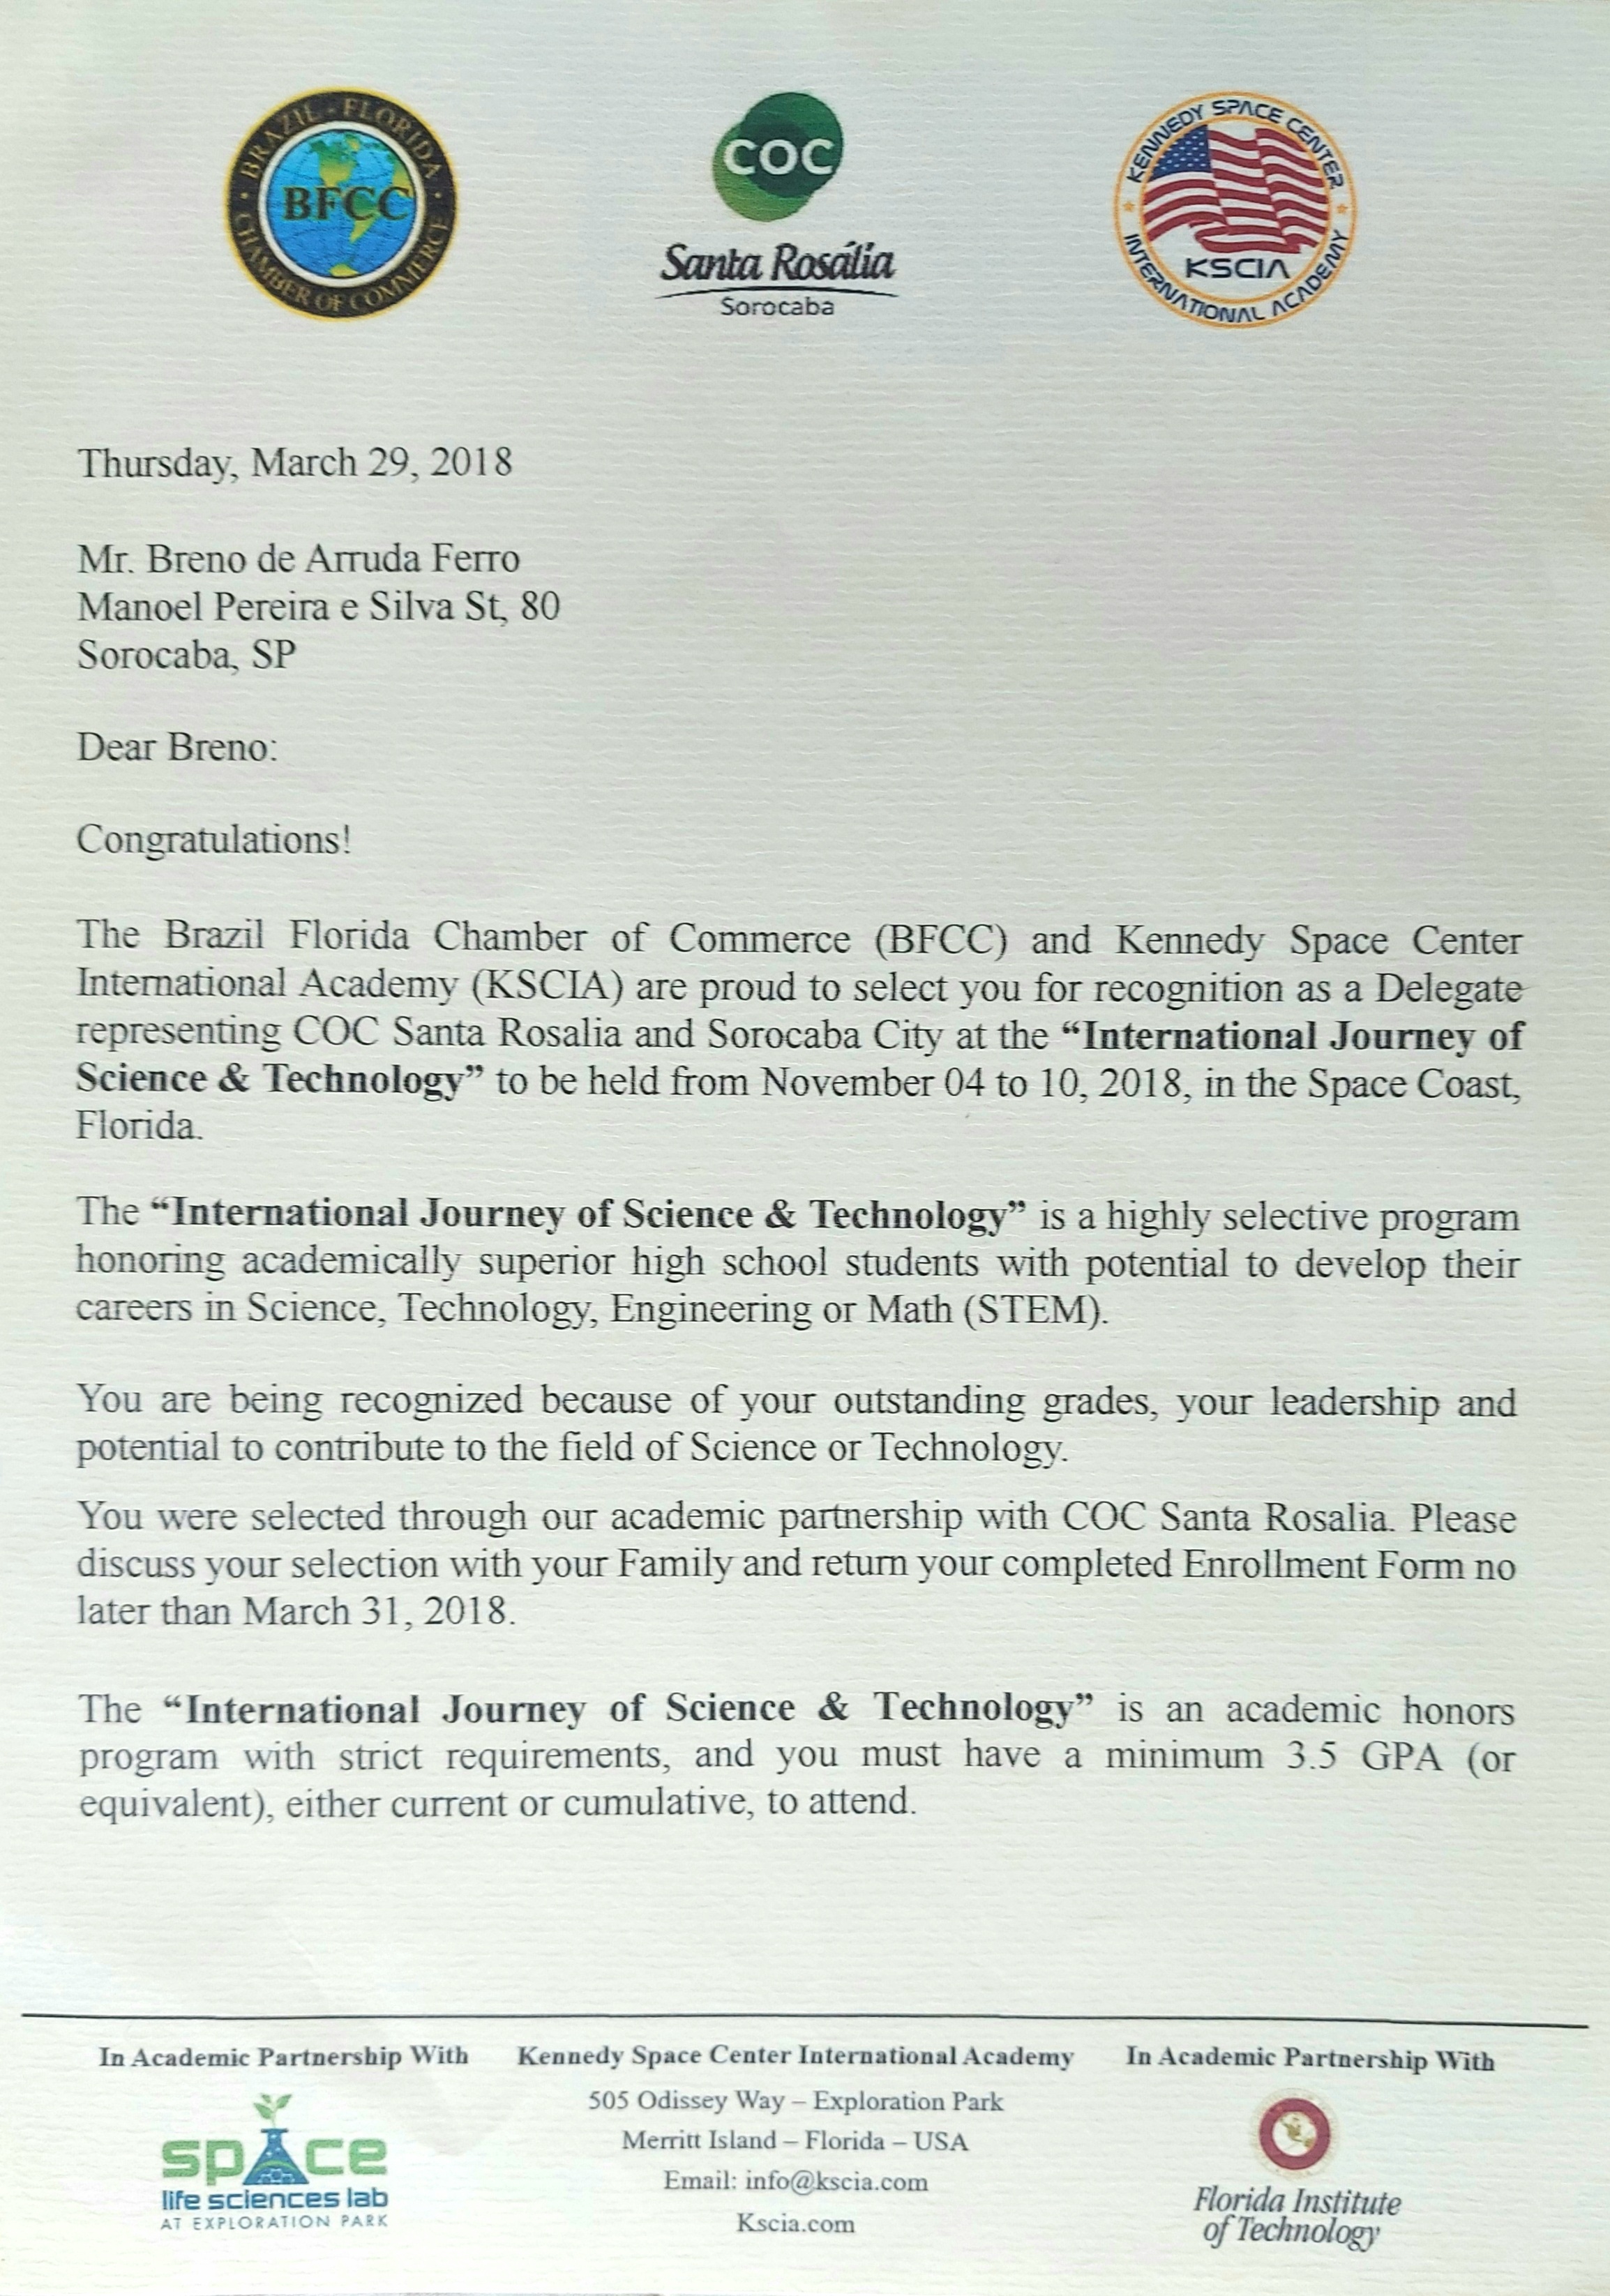 BRAZIL - FLORIDA
BFCC
CHAMBER OF COMMERCE
COC
Santa Rosália
Sorocaba
KENNEDY SPACE CENTER
KSCIA
INTERNATIONAL ACADEMY
Thursday, March 29, 2018
Mr. Breno de Arruda Ferro
Manoel Pereira e Silva St, 80
Sorocaba, SP
Dear Breno:
Congratulations!
The Brazil Florida Chamber of Commerce (BFCC) and Kennedy Space Center
International Academy (KSCIA) are proud to select you for recognition as a Delegate
representing COC Santa Rosalia and Sorocaba City at the “International Journey of
Science & Technology” to be held from November 04 to 10, 2018, in the Space Coast,
Florida.
The “International Journey of Science & Technology” is a highly selective program
honoring academically superior high school students with potential to develop their
careers in Science, Technology, Engineering or Math (STEM).
You are being recognized because of your outstanding grades, your leadership and
potential to contribute to the field of Science or Technology.
You were selected through our academic partnership with COC Santa Rosalia. Please
discuss your selection with your Family and return your completed Enrollment Form no
later than March 31, 2018.
The “International Journey of Science & Technology” is an academic honors
program with strict requirements, and you must have a minimum 3.5 GPA (or
equivalent), either current or cumulative, to attend.
In Academic Partnership With
space
life sciences lab
AT EXPLORATION PARK
Kennedy Space Center International Academy
505 Odissey Way – Exploration Park
Merritt Island – Florida – USA
Email: info@kscia.com
Kscia.com
In Academic Partnership With
Florida Institute
of Technology